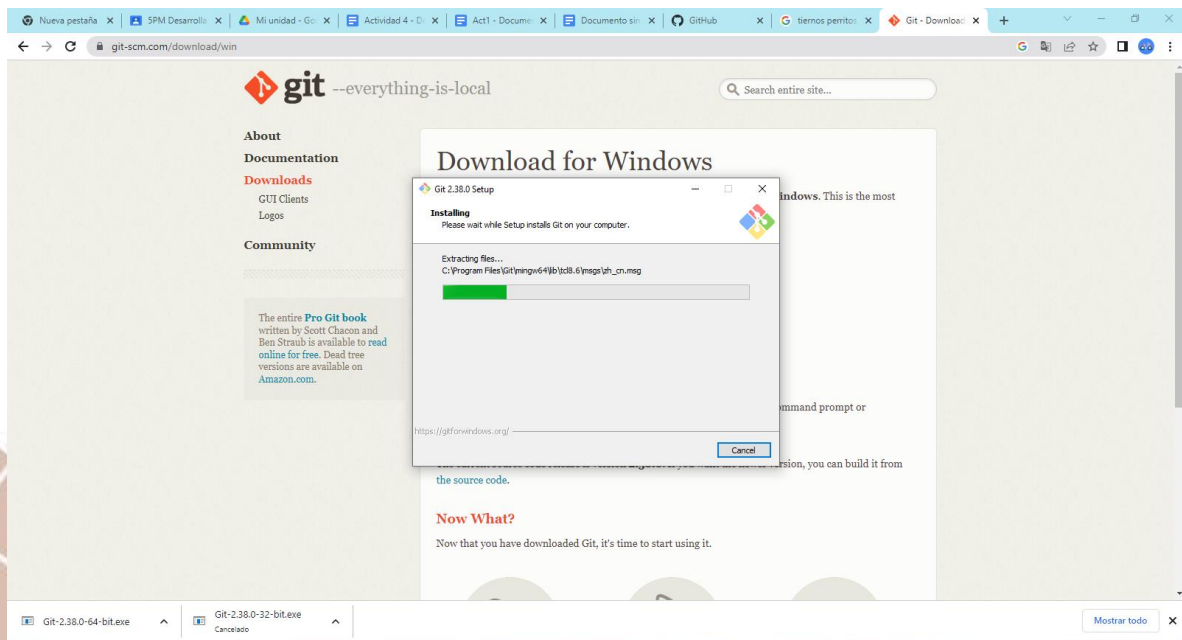 Nueva pestaña
5PM Desarrolla
Mi unidad - Go
Actividad 4 - D
Act1 - Docume
Documento sin
GitHub
tiernos perritos
Git - Download
git-scm.com/download/win
git --everything-is-local
Search entire site...
About
Documentation
Downloads
GUI Clients
Logos
Community
The entire Pro Git book
written by Scott Chacon and
Ben Straub is available to read
online for free. Dead tree
versions are available on
Amazon.com.
Download for Windows
indows. This is the most
Git 2.38.0 Setup
Installing
Please wait while Setup installs Git on your computer.
Extracting files...
C:\Program Files\Git\mingw64\lib\tcl8.6\msgs\zh_cn.msg
https://gitforwindows.org/
Cancel
mmand prompt or
rsion, you can build it from
the source code.
Now What?
Now that you have downloaded Git, it's time to start using it.
Git-2.38.0-64-bit.exe
Git-2.38.0-32-bit.exe
Cancelado
Mostrar todo